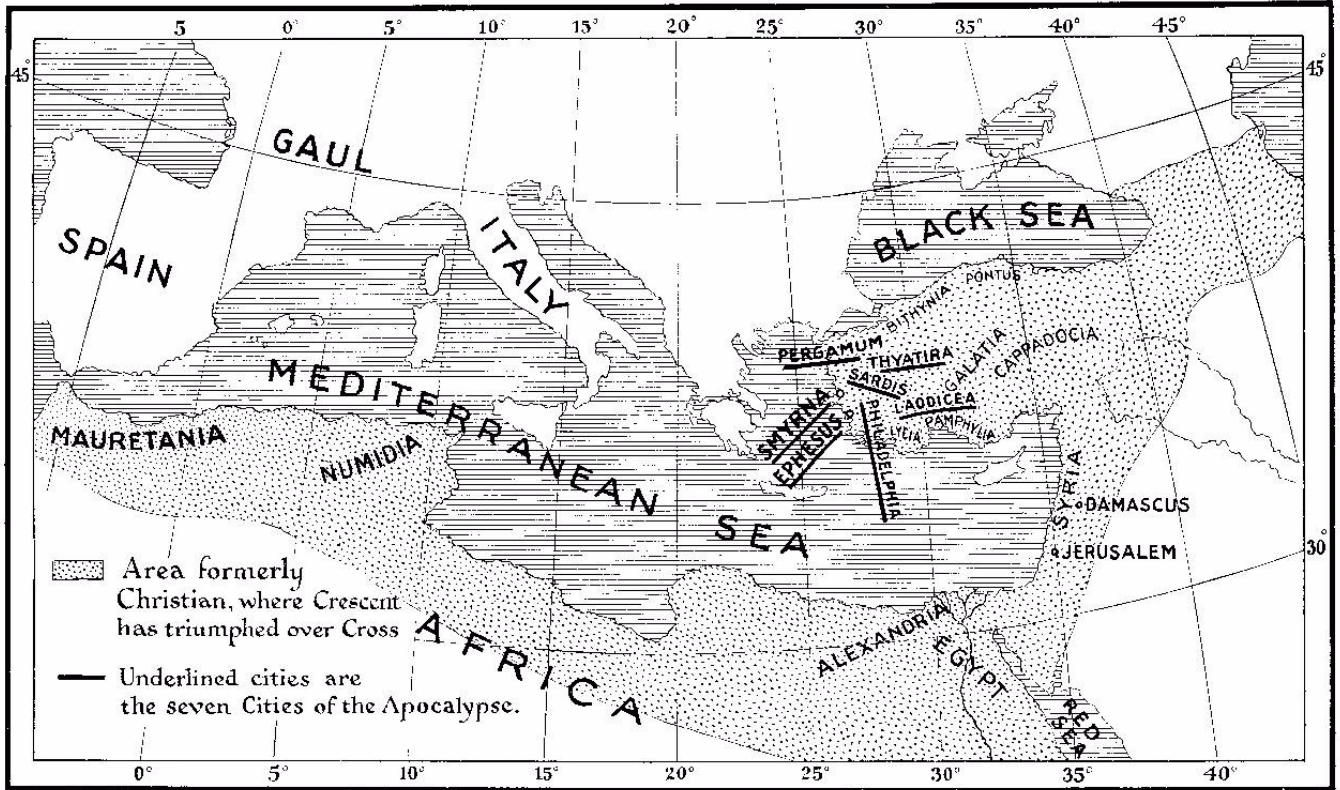 5 0° 5° 10° 15° 20° 25° 30° 35° 40° 45°
45° 45°
GAUL
SPAIN
ITALY
BLACK SEA
PONTUS
BITHYNIA
PERGAMUM
THYATIRA
GALATIA
CAPPADOCIA
SARDIS
LAODICEA
MEDITERRANEAN SEA
SMYRNA
EPHESUS
PHILADELPHIA
LYCIA
PAMPHYLIA
MAURETANIA
NUMIDIA
SYRIA
DAMASCUS
JERUSALEM
30°
Area formerly
Christian, where Crescent
has triumphed over Cross
AFRICA
ALEXANDRIA
EGYPT
RED
SEA
Underlined cities are
the seven Cities of the Apocalypse.
0° 5° 10° 15° 20° 25° 30° 35° 40°